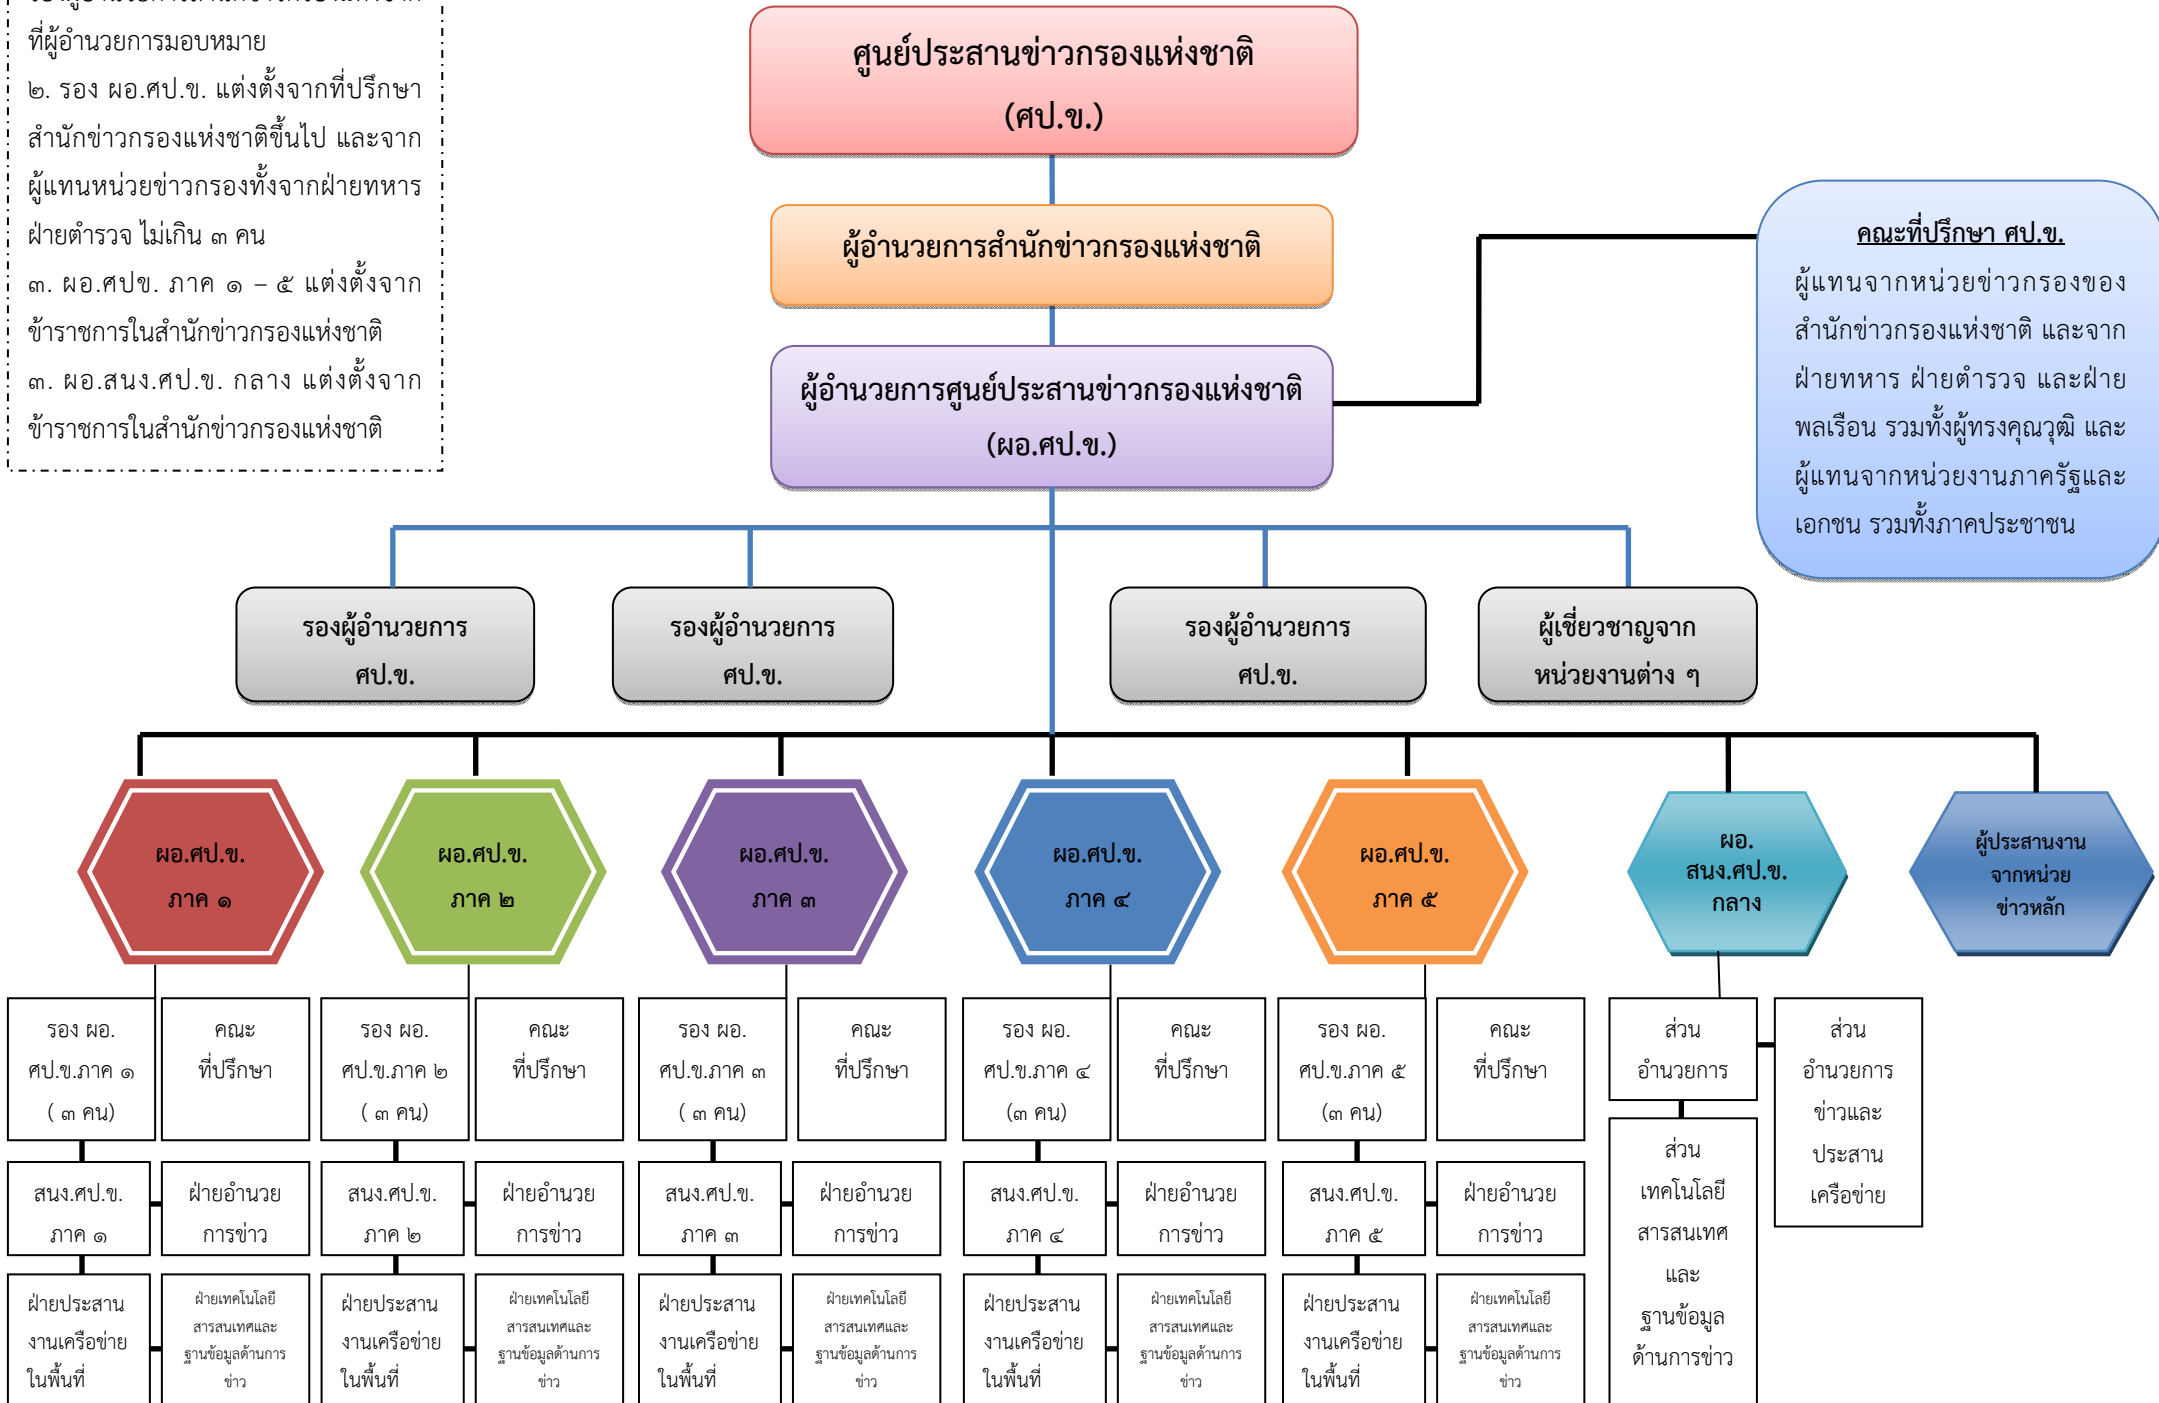 ที่ผู้อำนวยการมอบหมาย
๒. รอง ผอ.ศป.ข. แต่งตั้งจากที่ปรึกษา
สำนักข่าวกรองแห่งชาติขึ้นไป และจาก
ผู้แทนหน่วยข่าวกรองทั้งจากฝ่ายทหาร
ฝ่ายตำรวจ ไม่เกิน ๓ คน
๓. ผอ.ศปข. ภาค ๑ – ๕ แต่งตั้งจาก
ข้าราชการในสำนักข่าวกรองแห่งชาติ
๓. ผอ.สนง.ศป.ข. กลาง แต่งตั้งจาก
ข้าราชการในสำนักข่าวกรองแห่งชาติ
ศูนย์ประสานข่าวกรองแห่งชาติ
(ศป.ข.)
ผู้อำนวยการสำนักข่าวกรองแห่งชาติ
ผู้อำนวยการศูนย์ประสานข่าวกรองแห่งชาติ
(ผอ.ศป.ข.)
คณะที่ปรึกษา ศป.ข.
ผู้แทนจากหน่วยข่าวกรองของ
สำนักข่าวกรองแห่งชาติ และจาก
ฝ่ายทหาร ฝ่ายตำรวจ และฝ่าย
พลเรือน รวมทั้งผู้ทรงคุณวุฒิ และ
ผู้แทนจากหน่วยงานภาครัฐและ
เอกชน รวมทั้งภาคประชาชน
รองผู้อำนวยการ
ศป.ข.
รองผู้อำนวยการ
ศป.ข.
รองผู้อำนวยการ
ศป.ข.
ผู้เชี่ยวชาญจาก
หน่วยงานต่าง ๆ
ผอ.ศป.ข.
ภาค ๑
ผอ.ศป.ข.
ภาค ๒
ผอ.ศป.ข.
ภาค ๓
ผอ.ศป.ข.
ภาค ๔
ผอ.ศป.ข.
ภาค ๕
ผอ.
สนง.ศป.ข.
กลาง
ผู้ประสานงาน
จากหน่วย
ข่าวหลัก
รอง ผอ.
ศป.ข.ภาค ๑
( ๓ คน)
คณะ
ที่ปรึกษา
รอง ผอ.
ศป.ข.ภาค ๒
( ๓ คน)
คณะ
ที่ปรึกษา
รอง ผอ.
ศป.ข.ภาค ๓
( ๓ คน)
คณะ
ที่ปรึกษา
รอง ผอ.
ศป.ข.ภาค ๔
(๓ คน)
คณะ
ที่ปรึกษา
รอง ผอ.
ศป.ข.ภาค ๕
(๓ คน)
คณะ
ที่ปรึกษา
ส่วน
อำนวยการ
ส่วน
อำนวยการ
ข่าวและ
ประสาน
เครือข่าย
สนง.ศป.ข.
ภาค ๑
ฝ่ายอำนวย
การข่าว
สนง.ศป.ข.
ภาค ๒
ฝ่ายอำนวย
การข่าว
สนง.ศป.ข.
ภาค ๓
ฝ่ายอำนวย
การข่าว
สนง.ศป.ข.
ภาค ๔
ฝ่ายอำนวย
การข่าว
สนง.ศป.ข.
ภาค ๕
ฝ่ายอำนวย
การข่าว
ส่วน
เทคโนโลยี
สารสนเทศ
และ
ฐานข้อมูล
ด้านการข่าว
ฝ่ายประสาน
งานเครือข่าย
ในพื้นที่
ฝ่ายเทคโนโลยี
สารสนเทศและ
ฐานข้อมูลด้านการ
ข่าว
ฝ่ายประสาน
งานเครือข่าย
ในพื้นที่
ฝ่ายเทคโนโลยี
สารสนเทศและ
ฐานข้อมูลด้านการ
ข่าว
ฝ่ายประสาน
งานเครือข่าย
ในพื้นที่
ฝ่ายเทคโนโลยี
สารสนเทศและ
ฐานข้อมูลด้านการ
ข่าว
ฝ่ายประสาน
งานเครือข่าย
ในพื้นที่
ฝ่ายเทคโนโลยี
สารสนเทศและ
ฐานข้อมูลด้านการ
ข่าว
ฝ่ายประสาน
งานเครือข่าย
ในพื้นที่
ฝ่ายเทคโนโลยี
สารสนเทศและ
ฐานข้อมูลด้านการ
ข่าว